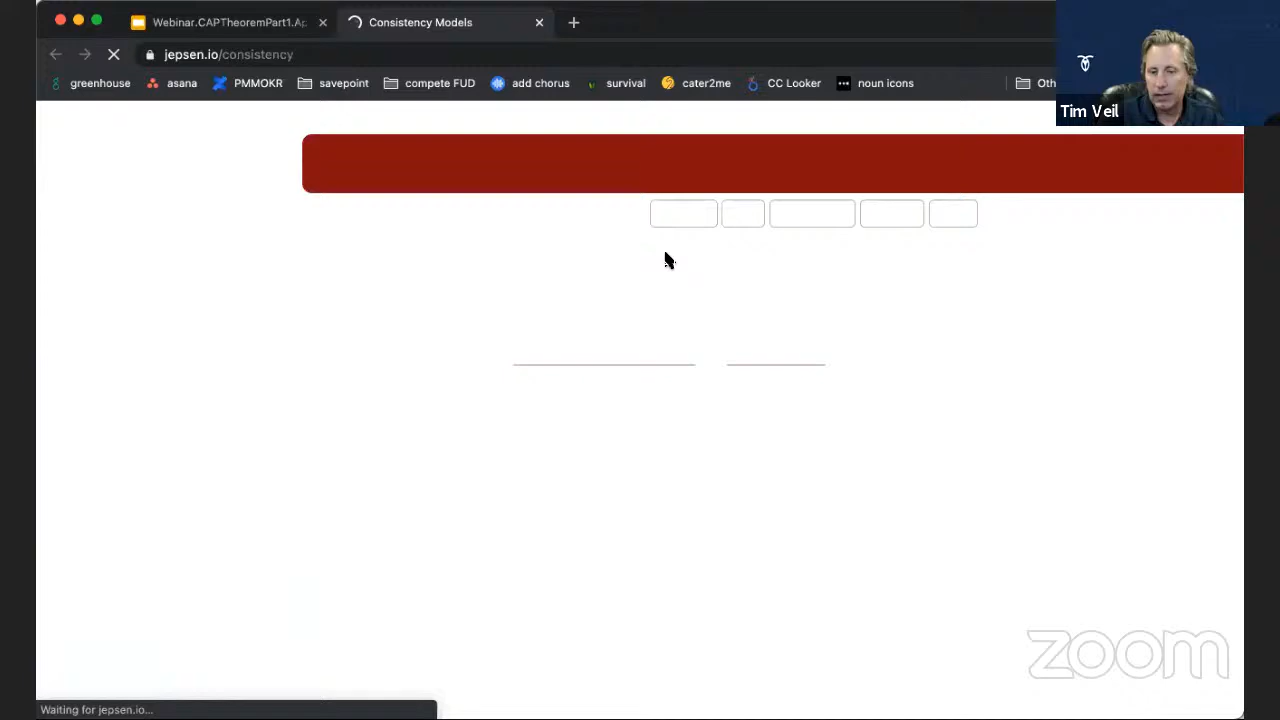 Webinar.CAPTheoremPart1.Ap
Consistency Models
jepsen.io/consistency
greenhouse
asana
PMMOKR
savepoint
compete FUD
add chorus
survival
cater2me
CC Looker
noun icons
Oth
Tim Veil
zoom
Waiting for jepsen.io...